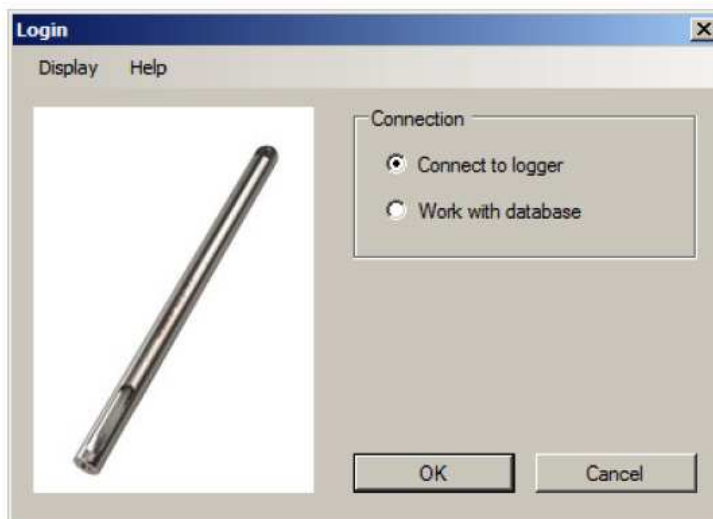 Login
Display Help
Connection
Connect to logger
Work with database
OK Cancel